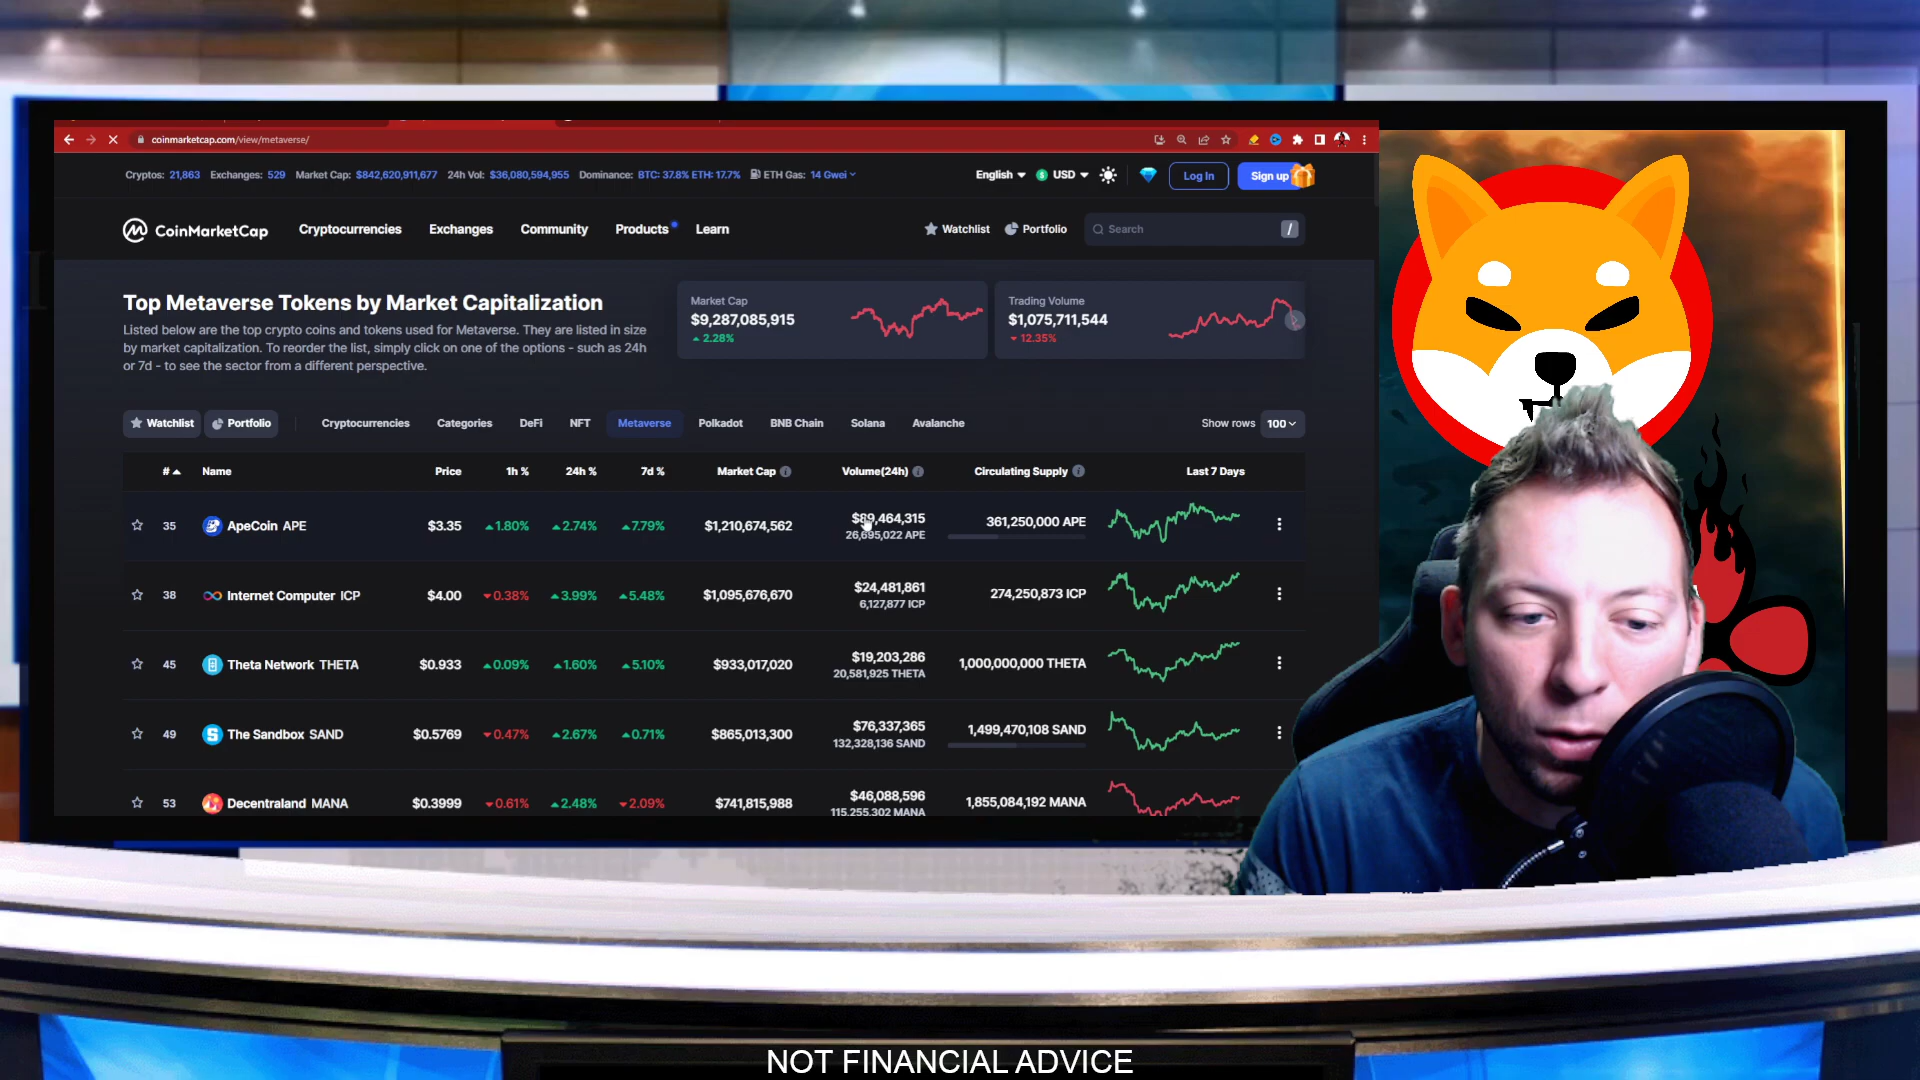 coinmarketcap.com/view/metaverse/
Cryptos: 21,863 Exchanges: 529 Market Cap: $842,620,911,677 24h Vol: $36,080,594,955 Dominance: BTC: 37.8% ETH: 17.7% ETH Gas: 14 Gwei English USD Log In Sign up
CoinMarketCap Cryptocurrencies Exchanges Community Products Learn Watchlist Portfolio Search /
Top Metaverse Tokens by Market Capitalization
Listed below are the top crypto coins and tokens used for Metaverse. They are listed in size
by market capitalization. To reorder the list, simply click on one of the options - such as 24h
or 7d - to see the sector from a different perspective.
Market Cap
$9,287,085,915
2.28%
Trading Volume
$1,075,711,544
12.35%
Watchlist Portfolio Cryptocurrencies Categories DeFi NFT Metaverse Polkadot BNB Chain Solana Avalanche Show rows 100
# Name Price 1h % 24h % 7d % Market Cap Volume(24h) Circulating Supply Last 7 Days
35 ApeCoin APE $3.35 1.80% 2.74% 7.79% $1,210,674,562 $89,464,315 361,250,000 APE
26,695,022 APE
38 Internet Computer ICP $4.00 0.38% 3.99% 5.48% $1,095,676,670 $24,481,861 274,250,873 ICP
6,127,877 ICP
45 Theta Network THETA $0.933 0.09% 1.60% 5.10% $933,017,020 $19,203,286 1,000,000,000 THETA
20,581,925 THETA
49 The Sandbox SAND $0.5769 0.47% 2.67% 0.71% $865,013,300 $76,337,365 1,499,470,108 SAND
132,328,136 SAND
53 Decentraland MANA $0.3999 0.61% 2.48% 2.09% $741,815,988 $46,088,596 1,855,084,192 MANA
115,255,302 MANA
NOT FINANCIAL ADVICE